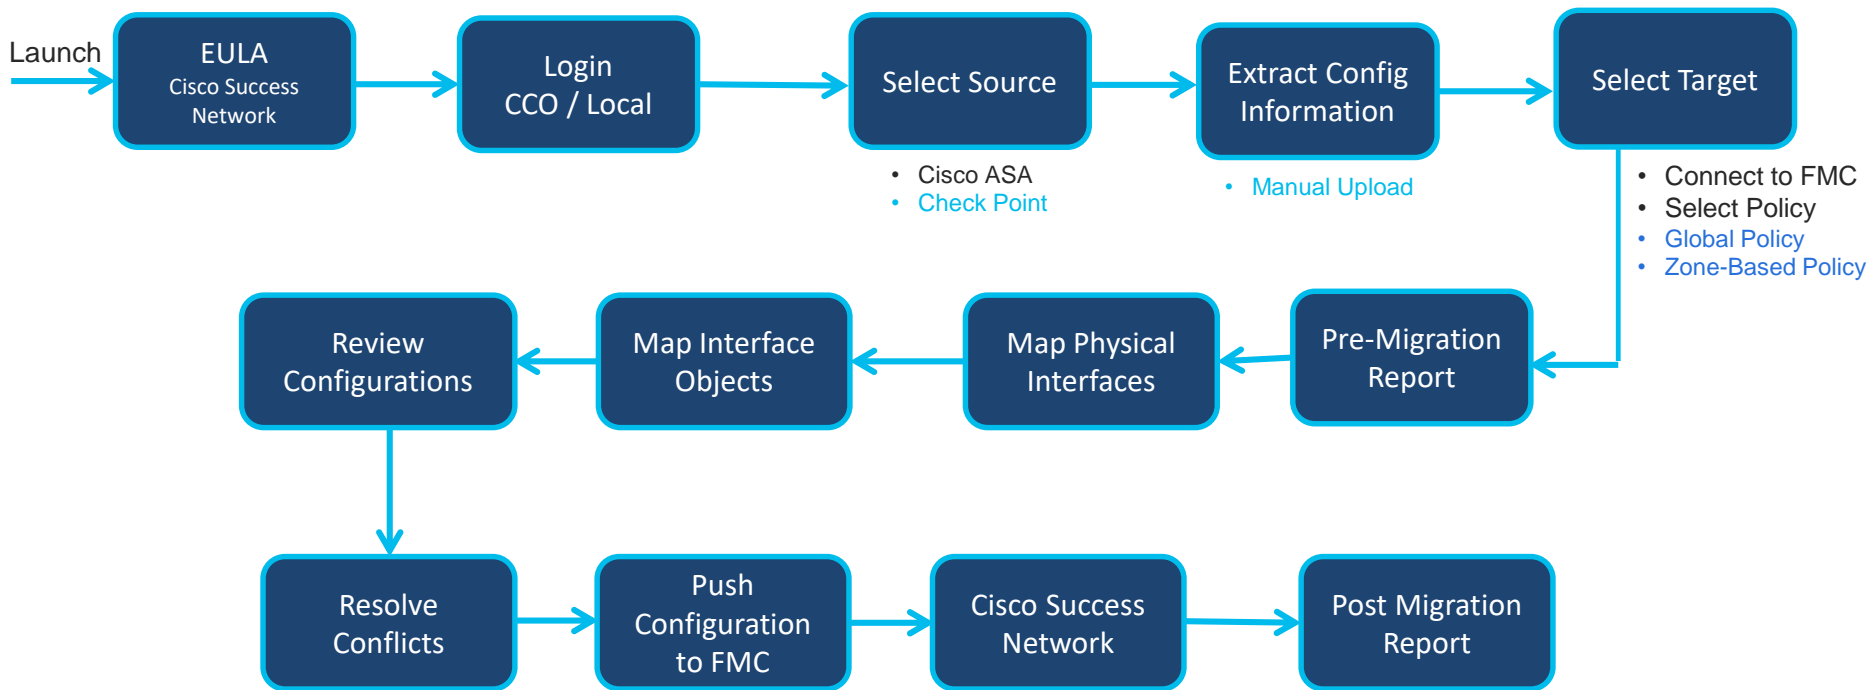 Launch
EULA
Cisco Success
Network
Login
CCO / Local
Select Source
• Cisco ASA
• Check Point
Extract Config
Information
• Manual Upload
Select Target
• Connect to FMC
• Select Policy
• Global Policy
• Zone-Based Policy
Pre-Migration
Report
Map Physical
Interfaces
Map Interface
Objects
Review
Configurations
Resolve
Conflicts
Push
Configuration
to FMC
Cisco Success
Network
Post Migration
Report